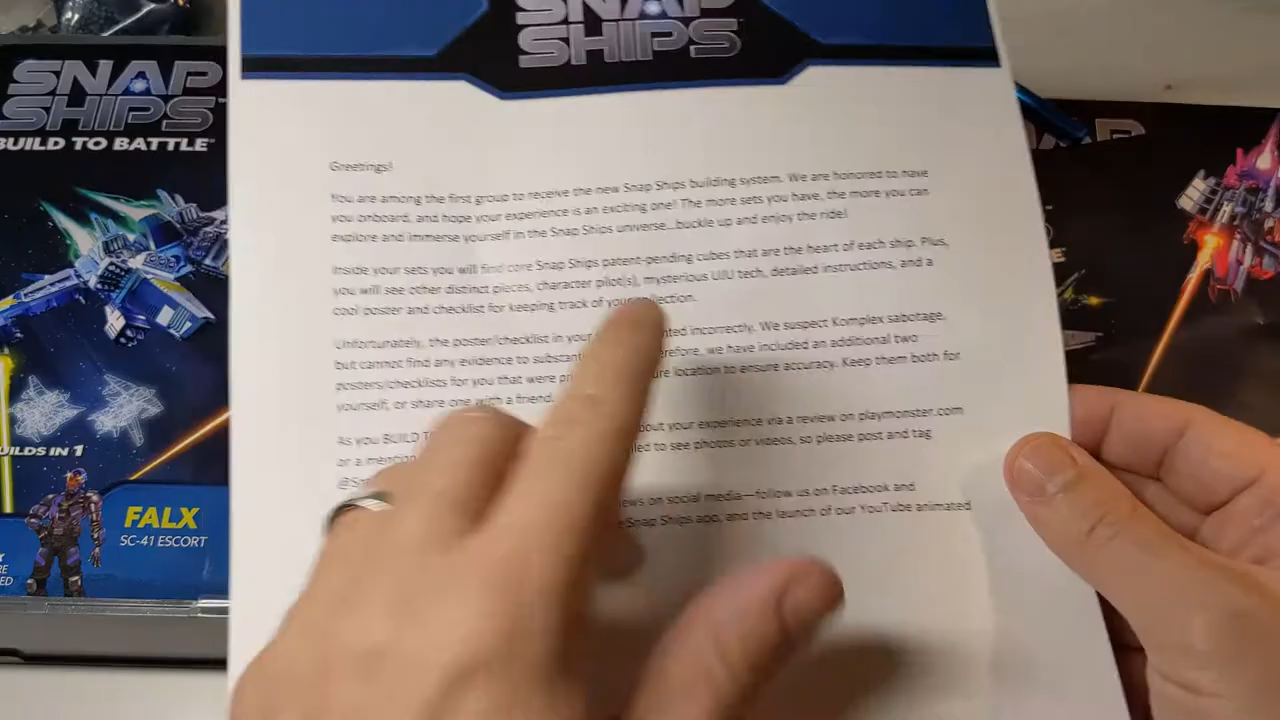 SNAP
SHIPS
SNAP
SHIPS
BUILD TO BATTLE
UILDS IN 1
FALX
SC-41 ESCORT
Greetings!
You are among the first group to receive the new Snap Ships building system. We are honored to have
you onboard, and hope your experience is an exciting one! The more sets you have, the more you can
explore and immerse yourself in the Snap Ships universe...buckle up and enjoy the ride!
Inside your sets you will find core Snap Ships patent-pending cubes that are the heart of each ship. Plus,
you will see other distinct pieces, character pilot(s), mysterious UJU tech, detailed instructions, and a
cool poster and checklist for keeping track of your collection.
Unfortunately, the poster/checklist in your nted incorrectly. We suspect Komplex sabotage,
but cannot find any evidence to substant erefore, we have included an additional two
posters/checklists for you that were pr ure location to ensure accuracy. Keep them both for
yourself, or share one with a friend.
As you BUILD T bout your experience via a review on playmonster.com
or a mention led to see photos or videos, so please post and tag
@Sn
ews on social media—follow us on Facebook and
e Snap Ships app, and the launch of our YouTube animated